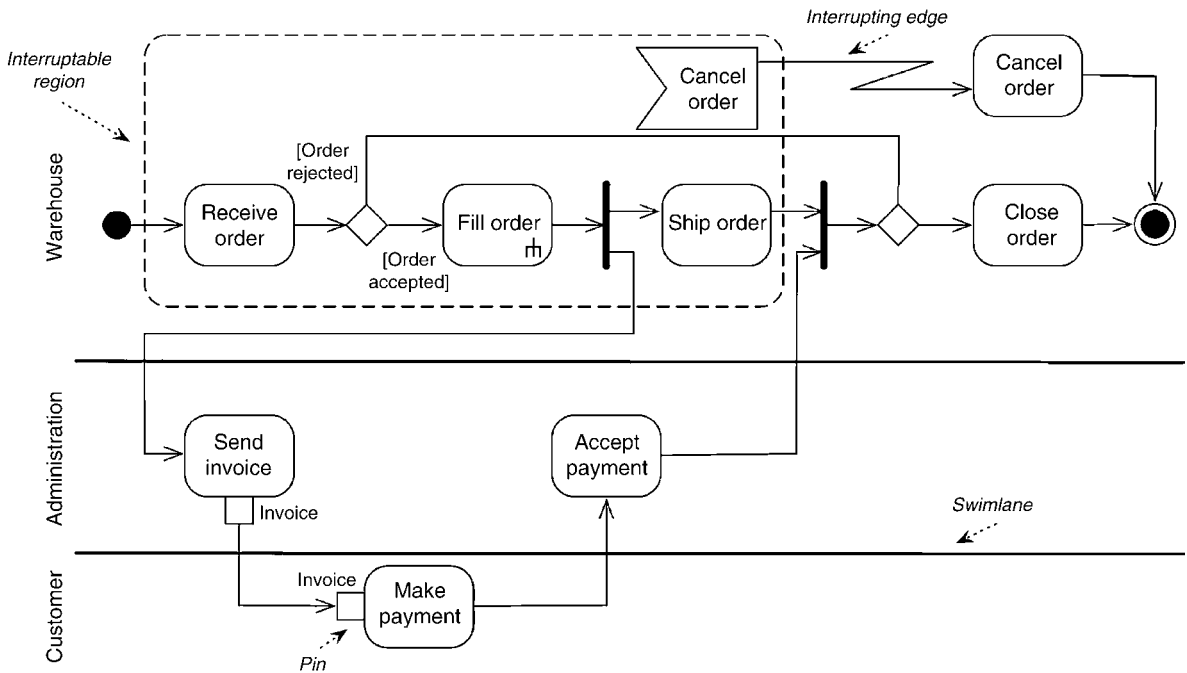 Interrupting edge
Interruptable
region
Cancel
order
Cancel
order
Warehouse
[Order
rejected]
Receive
order
Fill order
Ship order
Close
order
[Order
accepted]
Administration
Send
invoice
Accept
payment
Invoice
Swimlane
Customer
Invoice
Make
payment
Pin